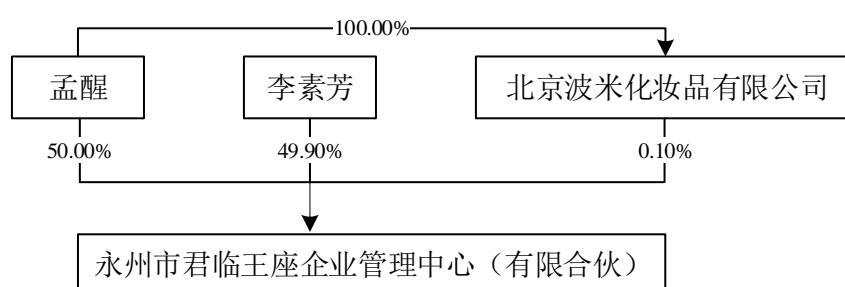 100.00%
孟醒
李素芳
北京波米化妆品有限公司
50.00%
49.90%
0.10%
永州市君临王座企业管理中心（有限合伙）